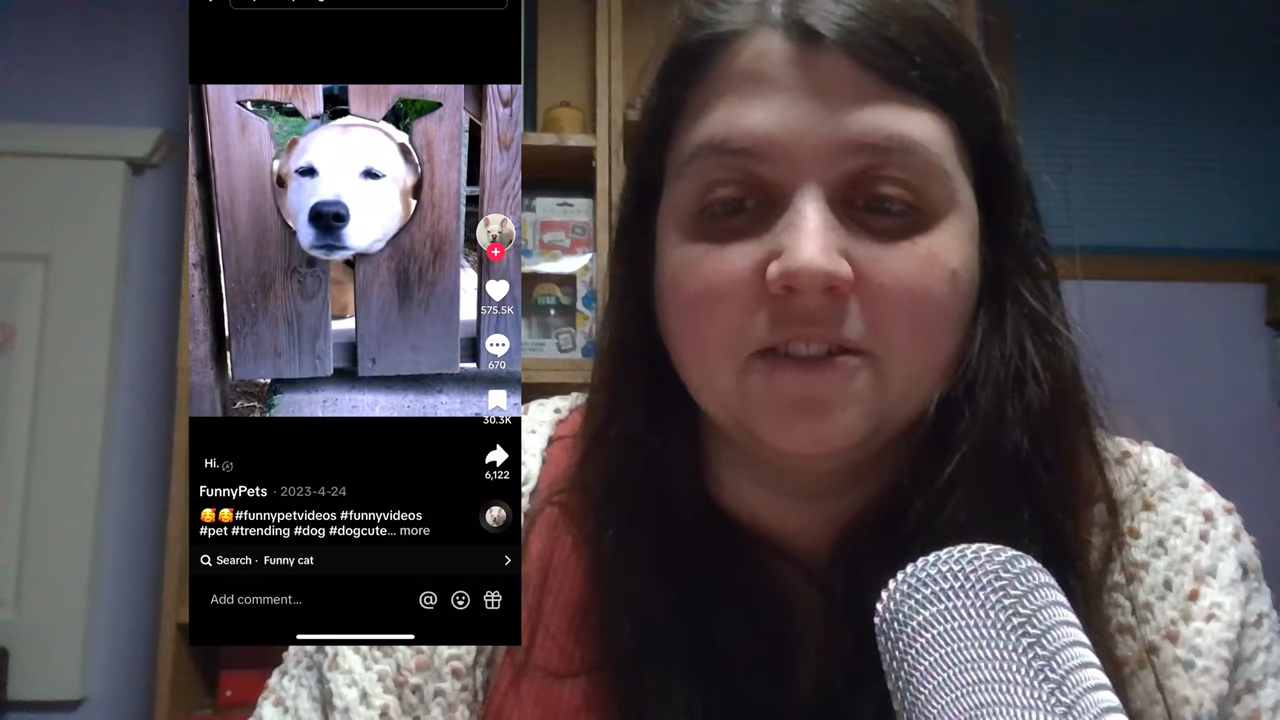 575.5K
670
30.3K
6,122
Hi.
FunnyPets · 2023-4-24
🥰🥰#funnypetvideos #funnyvideos
#pet #trending #dog #dogcute... more
Search · Funny cat
Add comment...